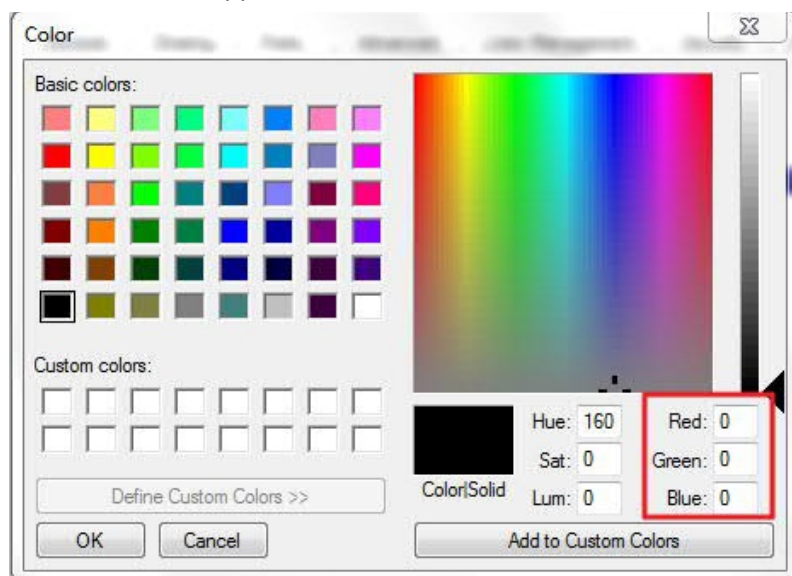 Color
Basic colors:
Custom colors:
Define Custom Colors >>
OK
Cancel
Color|Solid
Hue: 160
Sat: 0
Lum: 0
Red: 0
Green: 0
Blue: 0
Add to Custom Colors